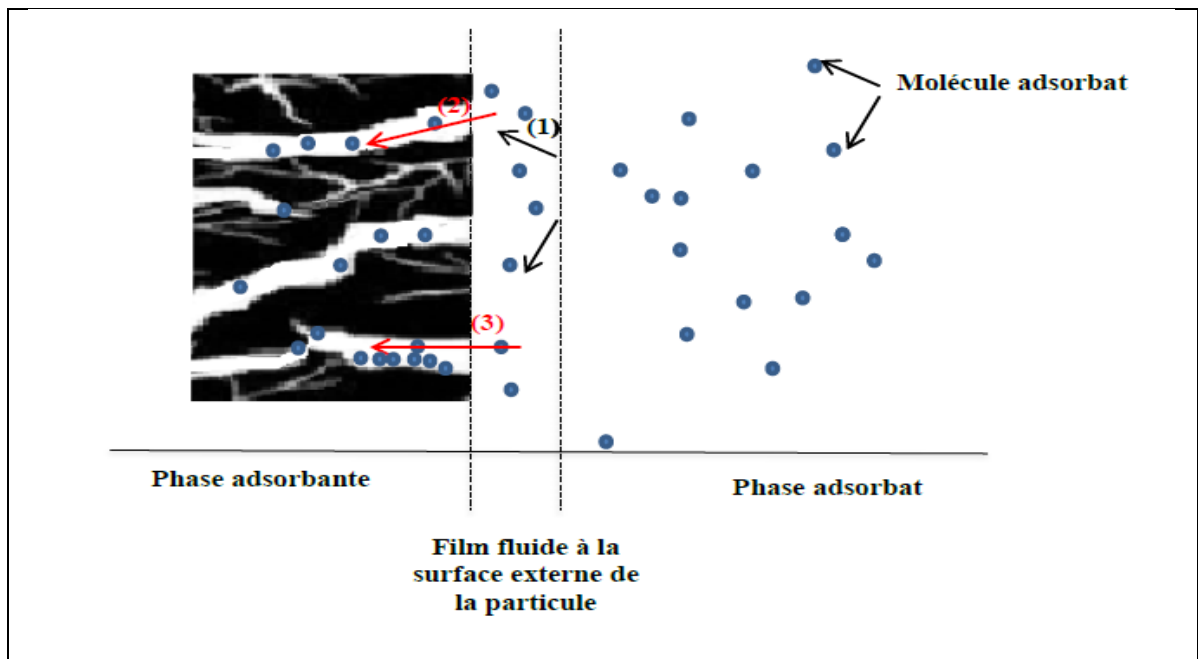 Molécule adsorbat
(2)
(1)
(3)
Phase adsorbante
Phase adsorbat
Film fluide à la
surface externe de
la particule